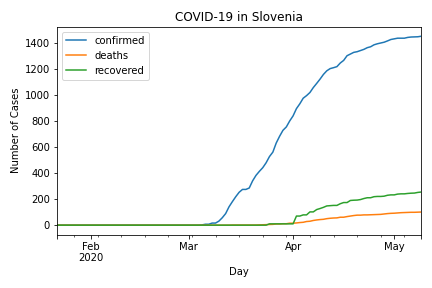 COVID-19 in Slovenia
confirmed
deaths
recovered
Number of Cases
1400
1200
1000
800
600
400
200
0
Feb
2020
Mar
Apr
May
Day